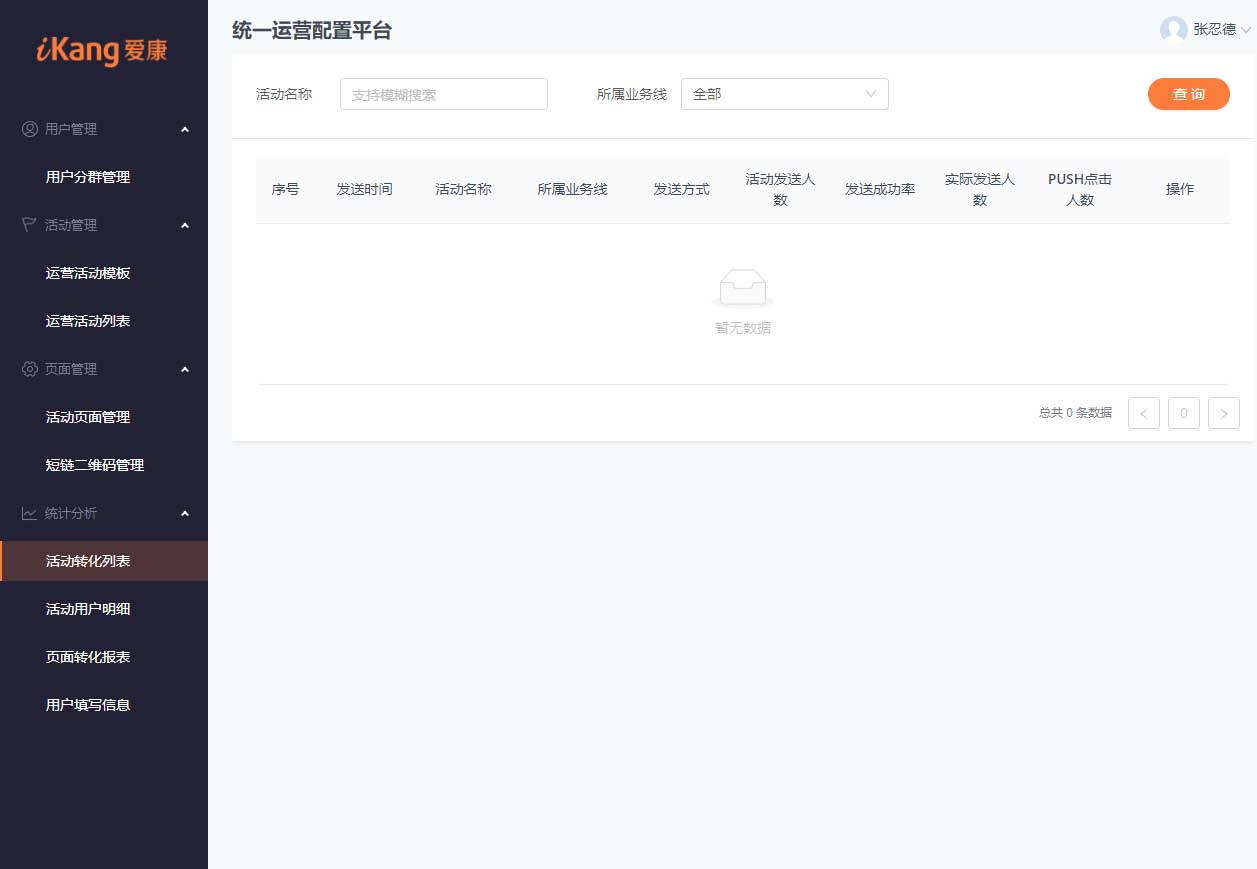 iKang 爱康
统一运营配置平台
张忍德
用户管理
用户分群管理
活动管理
运营活动模板
运营活动列表
页面管理
活动页面管理
短链二维码管理
统计分析
活动转化列表
活动用户明细
页面转化报表
用户填写信息
活动名称 支持模糊搜索 所属业务线 全部 查 询
序号 发送时间 活动名称 所属业务线 发送方式 活动发送人数 发送成功率 实际发送人数 PUSH点击人数 操作
暂无数据
总共 0 条数据 < 0 >